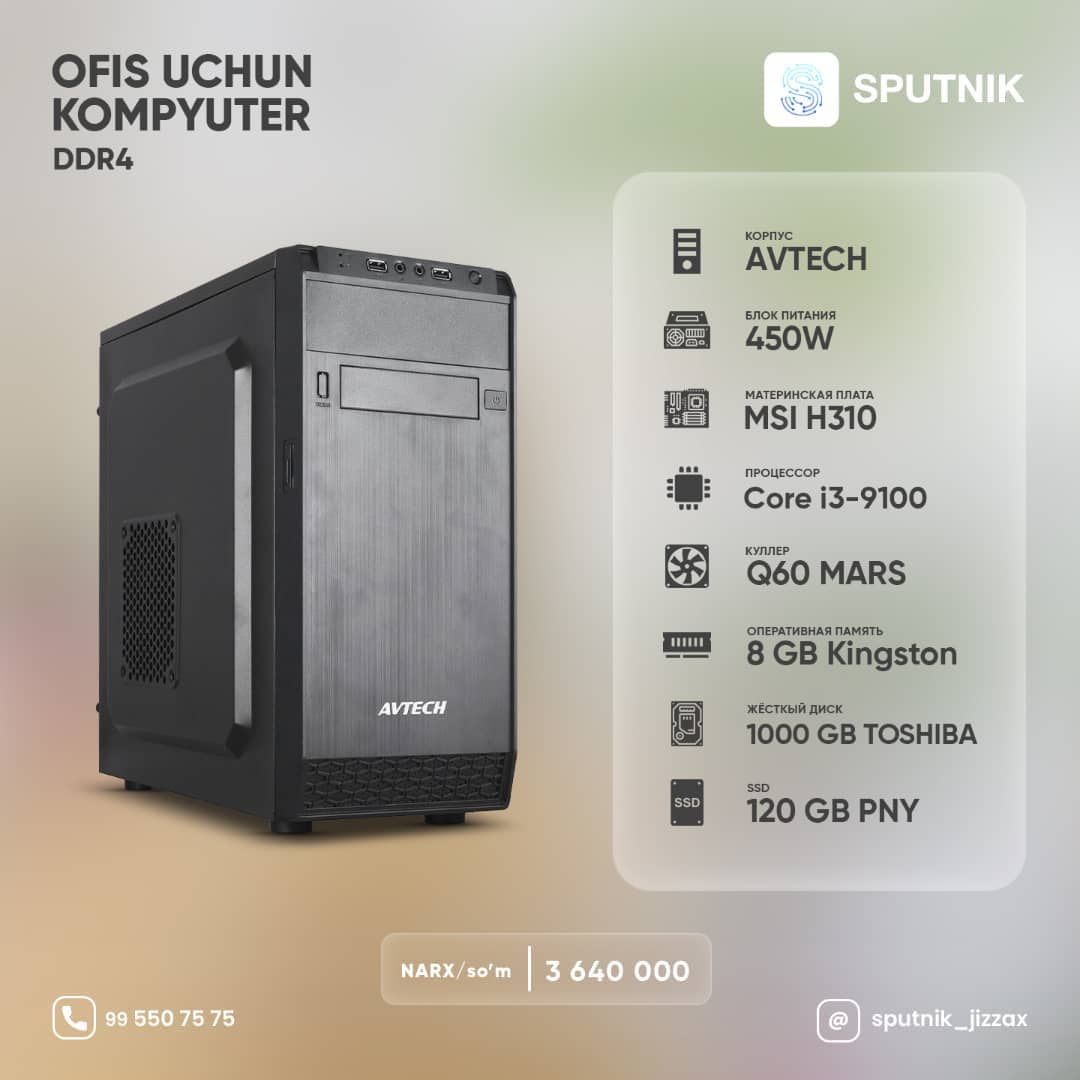 OFIS UCHUN
KOMPYUTER
DDR4
SPUTNIK
КОРПУС
AVTECH
БЛОК ПИТАНИЯ
450W
МАТЕРИНСКАЯ ПЛАТА
MSI H310
ПРОЦЕССОР
Core i3-9100
КУЛЛЕР
Q60 MARS
ОПЕРАТИВНАЯ ПАМЯТЬ
8 GB Kingston
ЖЁСТКЫЙ ДИСК
1000 GB TOSHIBA
SSD
SSD
120 GB PNY
AVTECH
NARX/so’m | 3 640 000
99 550 75 75
@ sputnik_jizzax